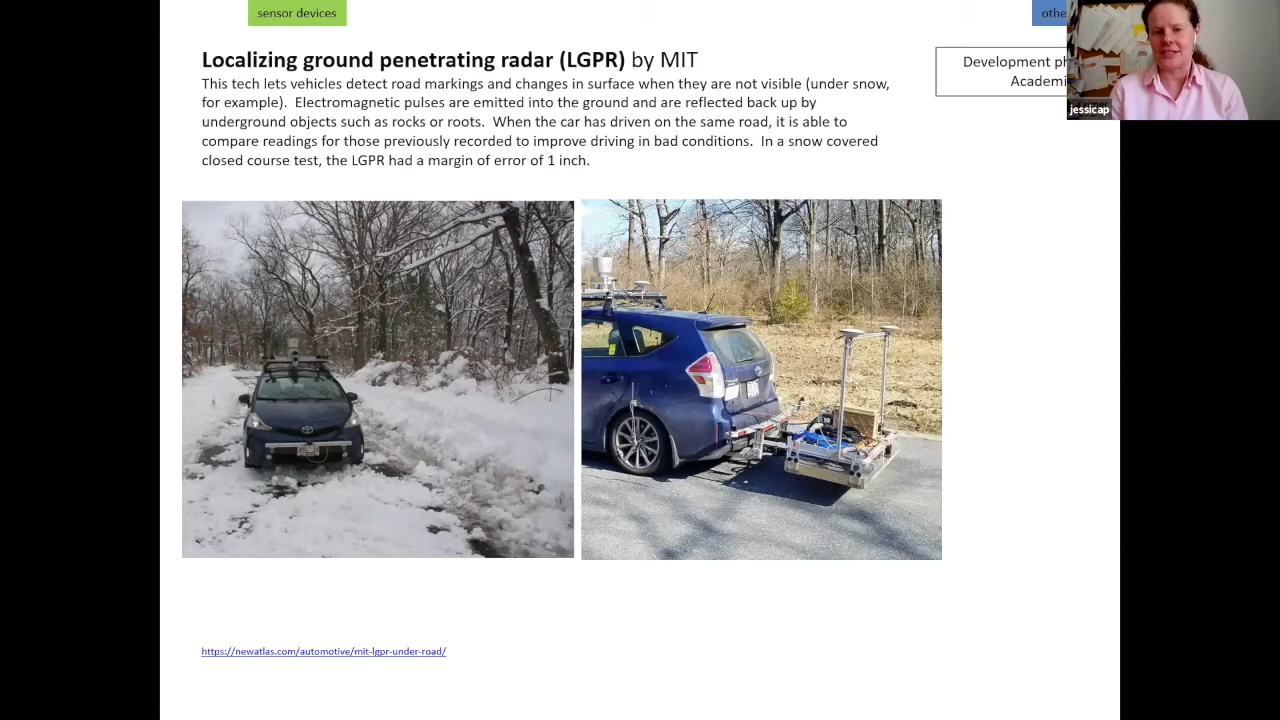 sensor devices
othe
Localizing ground penetrating radar (LGPR) by MIT
This tech lets vehicles detect road markings and changes in surface when they are not visible (under snow,
for example). Electromagnetic pulses are emitted into the ground and are reflected back up by
underground objects such as rocks or roots. When the car has driven on the same road, it is able to
compare readings for those previously recorded to improve driving in bad conditions. In a snow covered
closed course test, the LGPR had a margin of error of 1 inch.
Development ph
Academi
jessicap
https://newatlas.com/automotive/mit-lgpr-under-road/